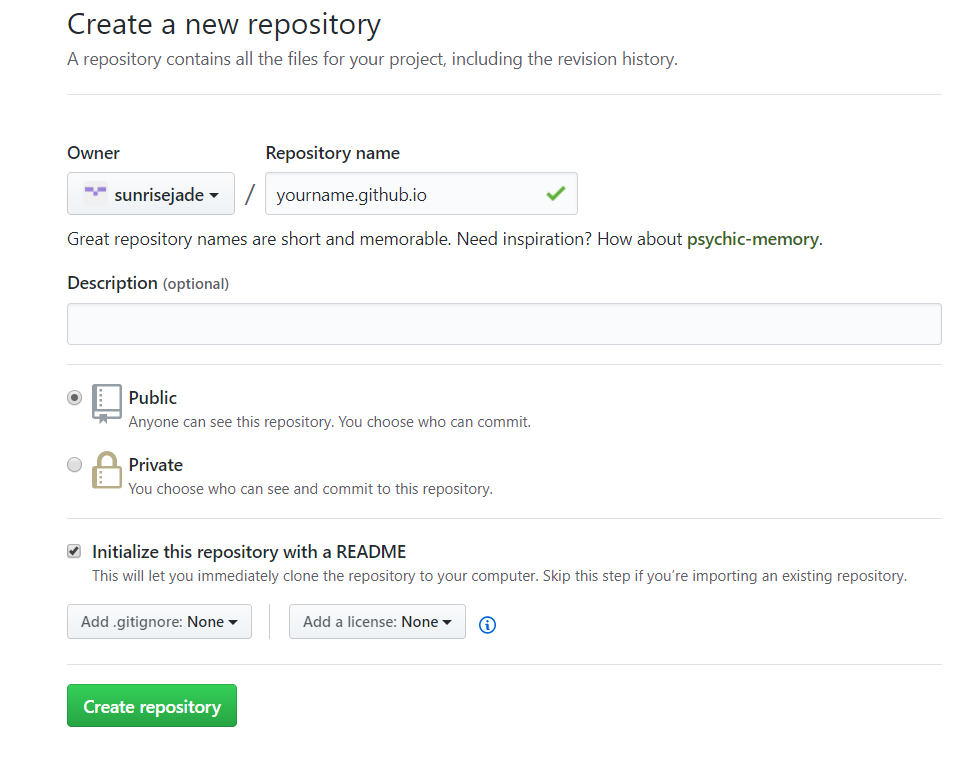 Create a new repository
A repository contains all the files for your project, including the revision history.
Owner
Repository name
sunrisejade
/
yourname.github.io
Great repository names are short and memorable. Need inspiration? How about psychic-memory.
Description (optional)
Public
Anyone can see this repository. You choose who can commit.
Private
You choose who can see and commit to this repository.
Initialize this repository with a README
This will let you immediately clone the repository to your computer. Skip this step if you’re importing an existing repository.
Add .gitignore: None
Add a license: None
Create repository